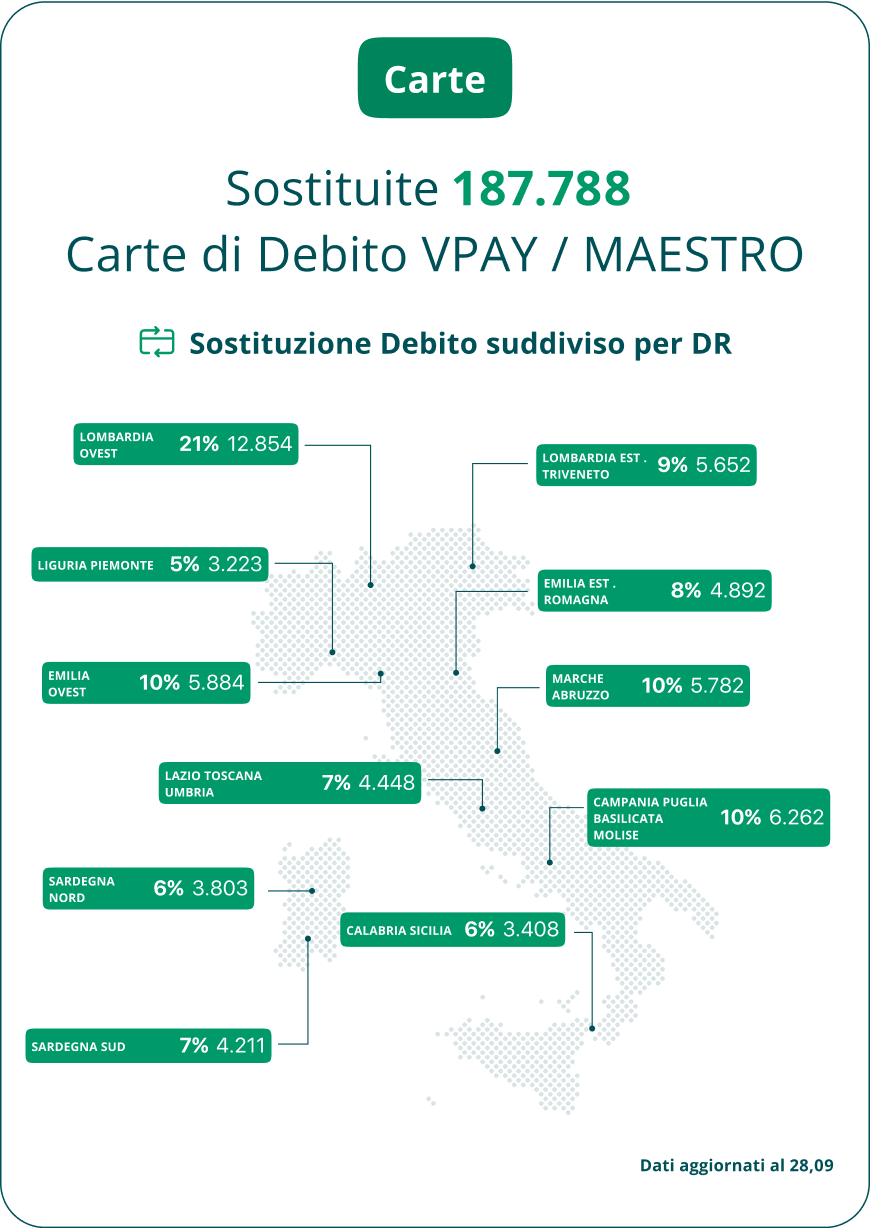 Carte
Sostituite 187.788
Carte di Debito VPAY / MAESTRO
Sostituzione Debito suddiviso per DR
LOMBARDIA
OVEST
21% 12.854
LOMBARDIA EST .
TRIVENETO
9% 5.652
LIGURIA PIEMONTE 5% 3.223
EMILIA EST .
ROMAGNA
8% 4.892
EMILIA
OVEST
10% 5.884
MARCHE
ABRUZZO
10% 5.782
LAZIO TOSCANA
UMBRIA
7% 4.448
CAMPANIA PUGLIA
BASILICATA
MOLISE
10% 6.262
SARDEGNA
NORD
6% 3.803
CALABRIA SICILIA 6% 3.408
SARDEGNA SUD 7% 4.211
Dati aggiornati al 28,09